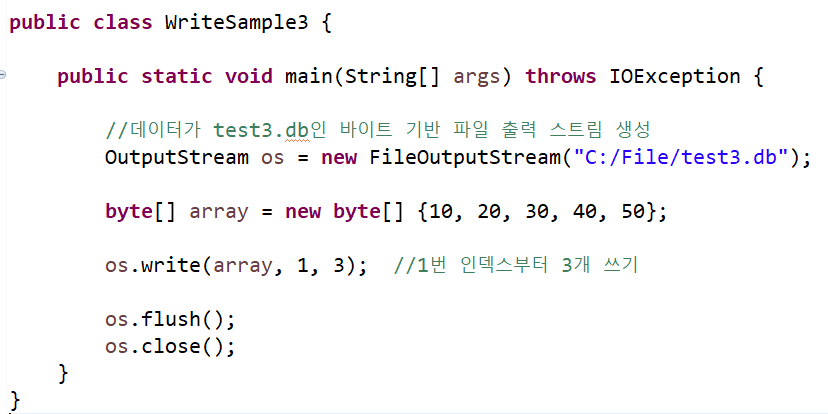 public class WriteSample3 {
public static void main(String[] args) throws IOException {
//데이터가 test3.db인 바이트 기반 파일 출력 스트림 생성
OutputStream os = new FileOutputStream("C:/File/test3.db");
byte[] array = new byte[] {10, 20, 30, 40, 50};
os.write(array, 1, 3);  //1번 인덱스부터 3개 쓰기
os.flush();
os.close();
}
}